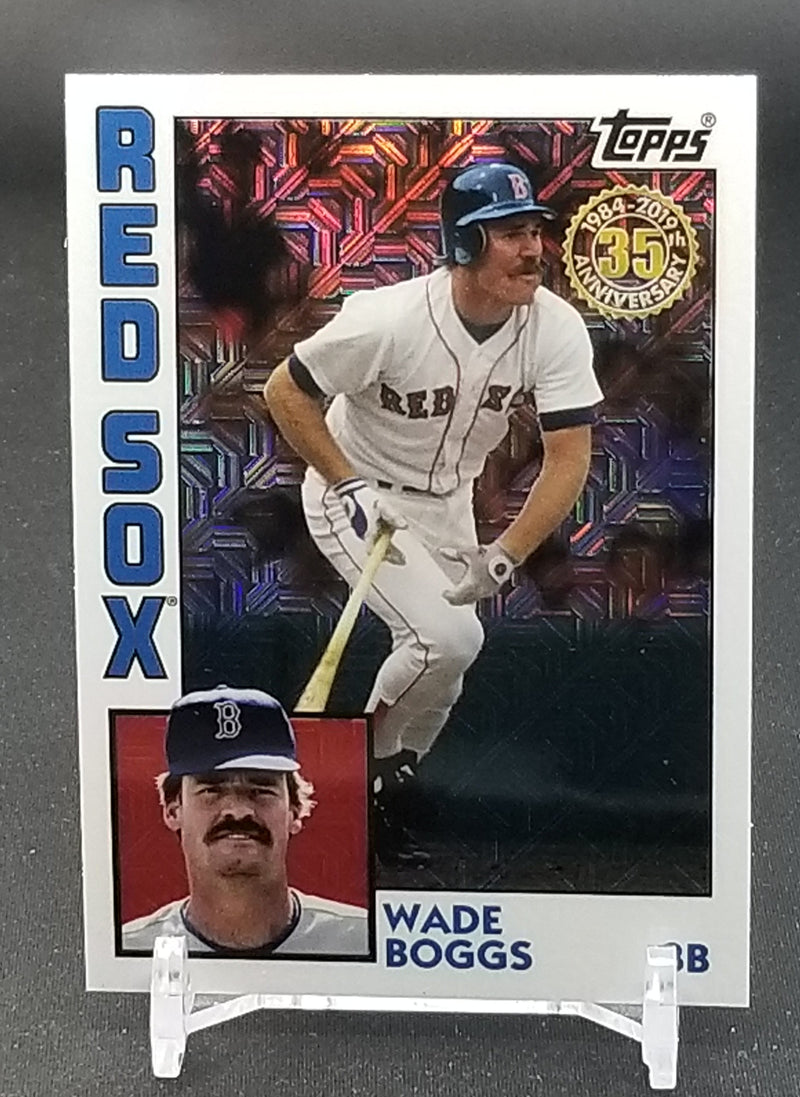 RED SOX®
topps®
1984-2019
35th
ANNIVERSARY
B
RED SOX
B
WADE
BOGGS
3B